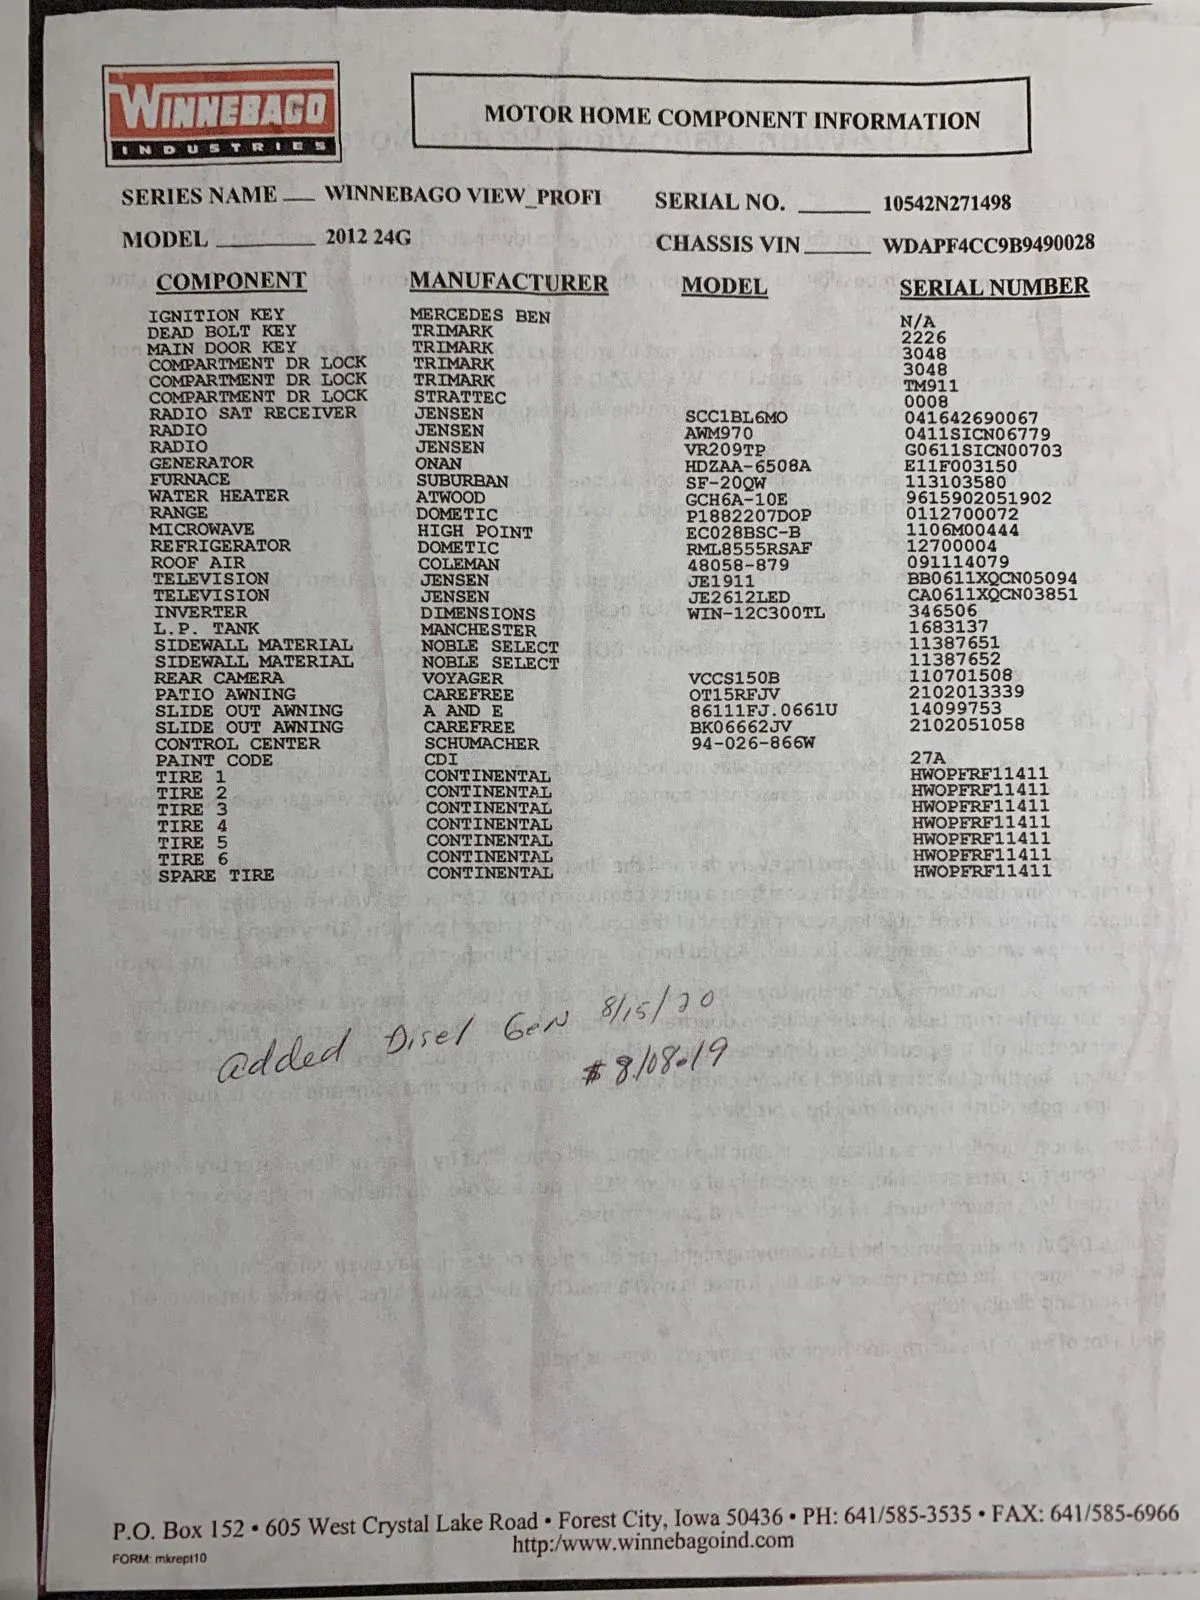 WINNEBAGO
INDUSTRIES
MOTOR HOME COMPONENT INFORMATION
SERIES NAME ___ WINNEBAGO VIEW_PROFI SERIAL NO. ______ 10542N271498
MODEL ________ 2012 24G CHASSIS VIN ______ WDAPF4CC9B9490028
COMPONENT MANUFACTURER MODEL SERIAL NUMBER
IGNITION KEY MERCEDES BEN N/A
DEAD BOLT KEY TRIMARK 2226
MAIN DOOR KEY TRIMARK 3048
COMPARTMENT DR LOCK TRIMARK 3048
COMPARTMENT DR LOCK TRIMARK TM911
COMPARTMENT DR LOCK STRATTEC 0008
RADIO SAT RECEIVER JENSEN SCC1BL6MO 041642690067
RADIO JENSEN AWM970 0411SICN06779
RADIO JENSEN VR209TP G0611SICN00703
GENERATOR ONAN HDZAA-6508A E11F003150
FURNACE SUBURBAN SF-20QW 113103580
WATER HEATER ATWOOD GCH6A-10E 9615902051902
RANGE DOMETIC P1882207DOP 0112700072
MICROWAVE HIGH POINT EC028BSC-B 1106M00444
REFRIGERATOR DOMETIC RML8555RSAF 12700004
ROOF AIR COLEMAN 48058-879 091114079
TELEVISION JENSEN JE1911 BB0611XQCN05094
TELEVISION JENSEN JE2612LED CA0611XQCN03851
INVERTER DIMENSIONS WIN-12C300TL 346506
L.P. TANK MANCHESTER 1683137
SIDEWALL MATERIAL NOBLE SELECT 11387651
SIDEWALL MATERIAL NOBLE SELECT 11387652
REAR CAMERA VOYAGER VCCS150B 110701508
PATIO AWNING CAREFREE OT15RFJV 2102013339
SLIDE OUT AWNING A AND E 86111FJ.0661U 14099753
SLIDE OUT AWNING CAREFREE BK06662JV 2102051058
CONTROL CENTER SCHUMACHER 94-026-866W
PAINT CODE CDI 27A
TIRE 1 CONTINENTAL HWOPFRF11411
TIRE 2 CONTINENTAL HWOPFRF11411
TIRE 3 CONTINENTAL HWOPFRF11411
TIRE 4 CONTINENTAL HWOPFRF11411
TIRE 5 CONTINENTAL HWOPFRF11411
TIRE 6 CONTINENTAL HWOPFRF11411
SPARE TIRE CONTINENTAL HWOPFRF11411
added Disel Gen 8/15/20
#8108.19
P.O. Box 152 • 605 West Crystal Lake Road • Forest City, Iowa 50436 • PH: 641/585-3535 • FAX: 641/585-6966
http:/www.winnebagoind.com
FORM: mkrept10